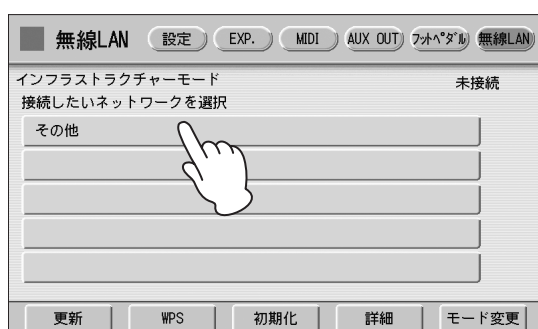 無線LAN 設定 EXP. MIDI AUX OUT フットペダル 無線LAN
インフラストラクチャーモード 未接続
接続したいネットワークを選択
その他
更新 WPS 初期化 詳細 モード変更